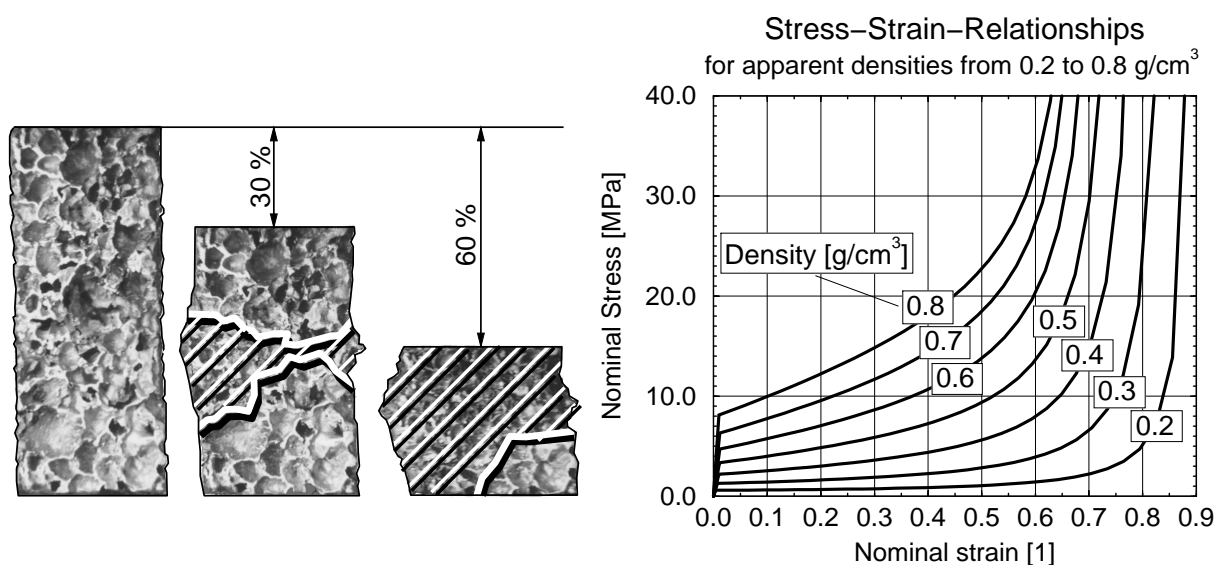 30 %
60 %
Stress–Strain–Relationships
for apparent densities from 0.2 to 0.8 g/cm³
40.0
30.0
20.0
10.0
0.0
Nominal Stress [MPa]
Density [g/cm³]
0.8
0.7
0.6
0.5
0.4
0.3
0.2
0.0 0.1 0.2 0.3 0.4 0.5 0.6 0.7 0.8 0.9
Nominal strain [1]